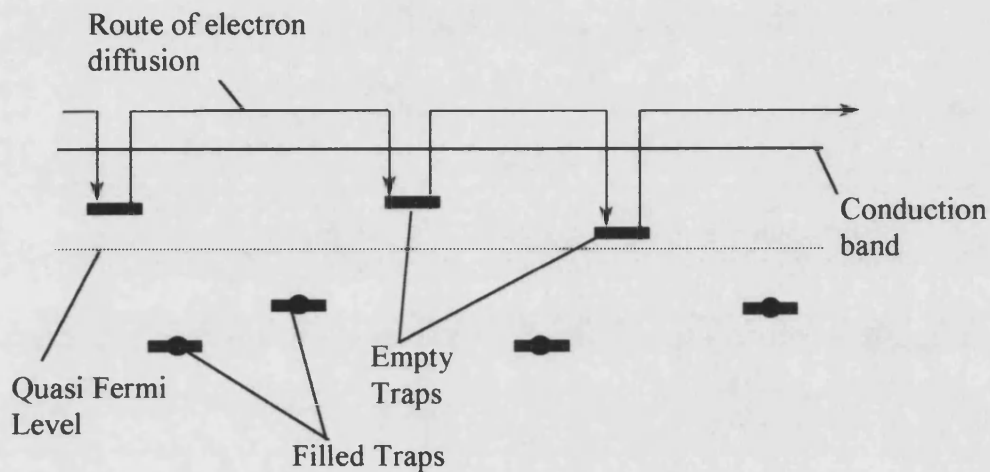 Route of electron
diffusion
Conduction
band
Empty
Traps
Quasi Fermi
Level
Filled Traps